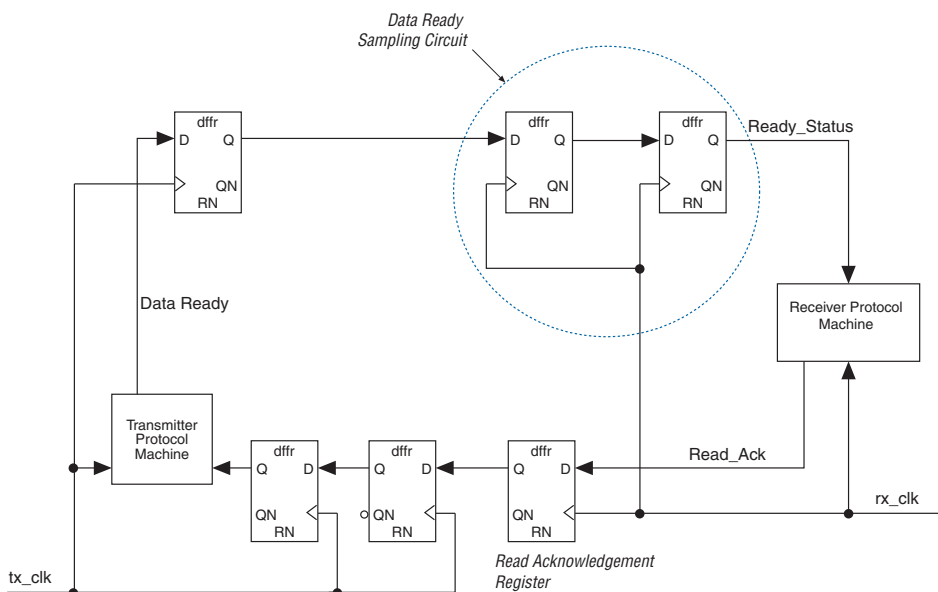 Data Ready
Sampling Circuit
dffr
D Q
QN
RN
dffr
D Q
QN
RN
dffr
D Q
QN
RN
Ready_Status
Data Ready
Receiver Protocol
Machine
Transmitter
Protocol
Machine
dffr
Q D
QN
RN
dffr
Q D
QN
RN
dffr
Q D
QN
RN
Read_Ack
rx_clk
Read Acknowledgement
Register
tx_clk